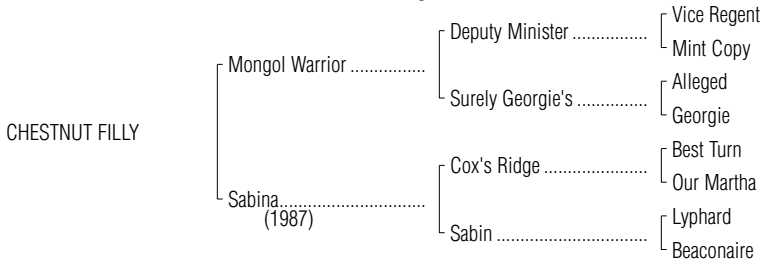 Vice Regent
Deputy Minister ................
Mint Copy
Mongol Warrior ................
Alleged
Surely Georgie's ...............
Georgie
CHESTNUT FILLY
Best Turn
Cox's Ridge ......................
Our Martha
Sabina...............................
(1987)
Lyphard
Sabin ................................
Beaconaire